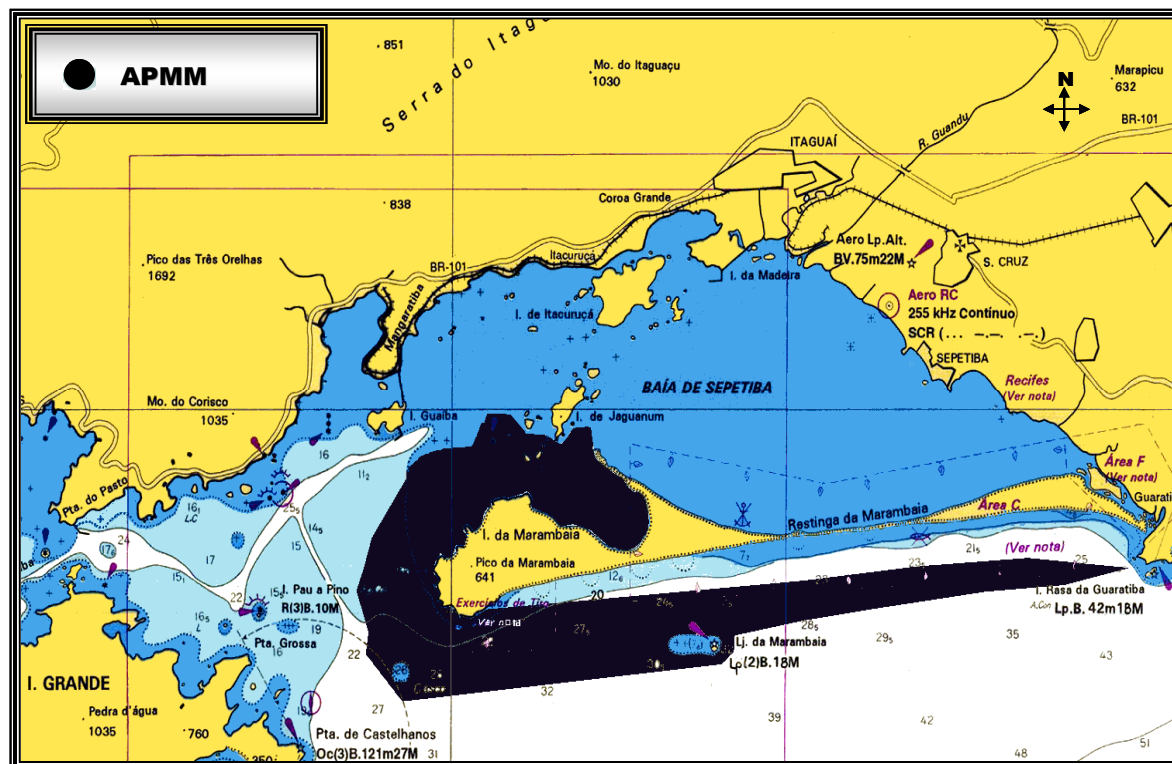 APMM
851
Serra do Itag
Mo. do Itaguaçu
1030
N
Marapicu
632
BR-101
R. Guandu
ITAGUAÍ
Coroa Grande
838
Pico das Três Orelhas
1692
BR-101
Itacuruçá
Aero Lp.Alt.
BV.75m22M
S. CRUZ
I. da Madeira
Aero RC
255 kHz Contínuo
SCR (... —.—. .—.)
I. de Itacuruçá
Mangaratiba
SEPETIBA
BAÍA DE SEPETIBA
Recifes
(Ver nota)
Mo. do Corisco
1035
I. Guaiba
I. de Jaguanum
16
11₂
Área F
(Ver nota)
Pta. do Pasto
Guarati
16₁
LC
25₅
Restinga da Marambaia
Área C
14₅
24
17₆
17
15
I. da Marambaia
7₇
21₅
(Ver nota)
25
Pico da Marambaia
641
15₁
12₆
22
15₅
I. Pau a Pino
R(3)B.10M
20
I. Rasa de Guaratiba
A.Con
Lp.B. 42m18M
Exercícios de Tiro
Ver nota
16₅
L
19
27₅
28₅
29₅
35
Pta. Grossa
16
22
Lj. da Marambaia
Lp(2)B.18M
43
I. GRANDE
32
27
39
42
Pedra d'água
1035
760
Pta. de Castelhanos
Oc(3)B.121m27M
31
350
48
51